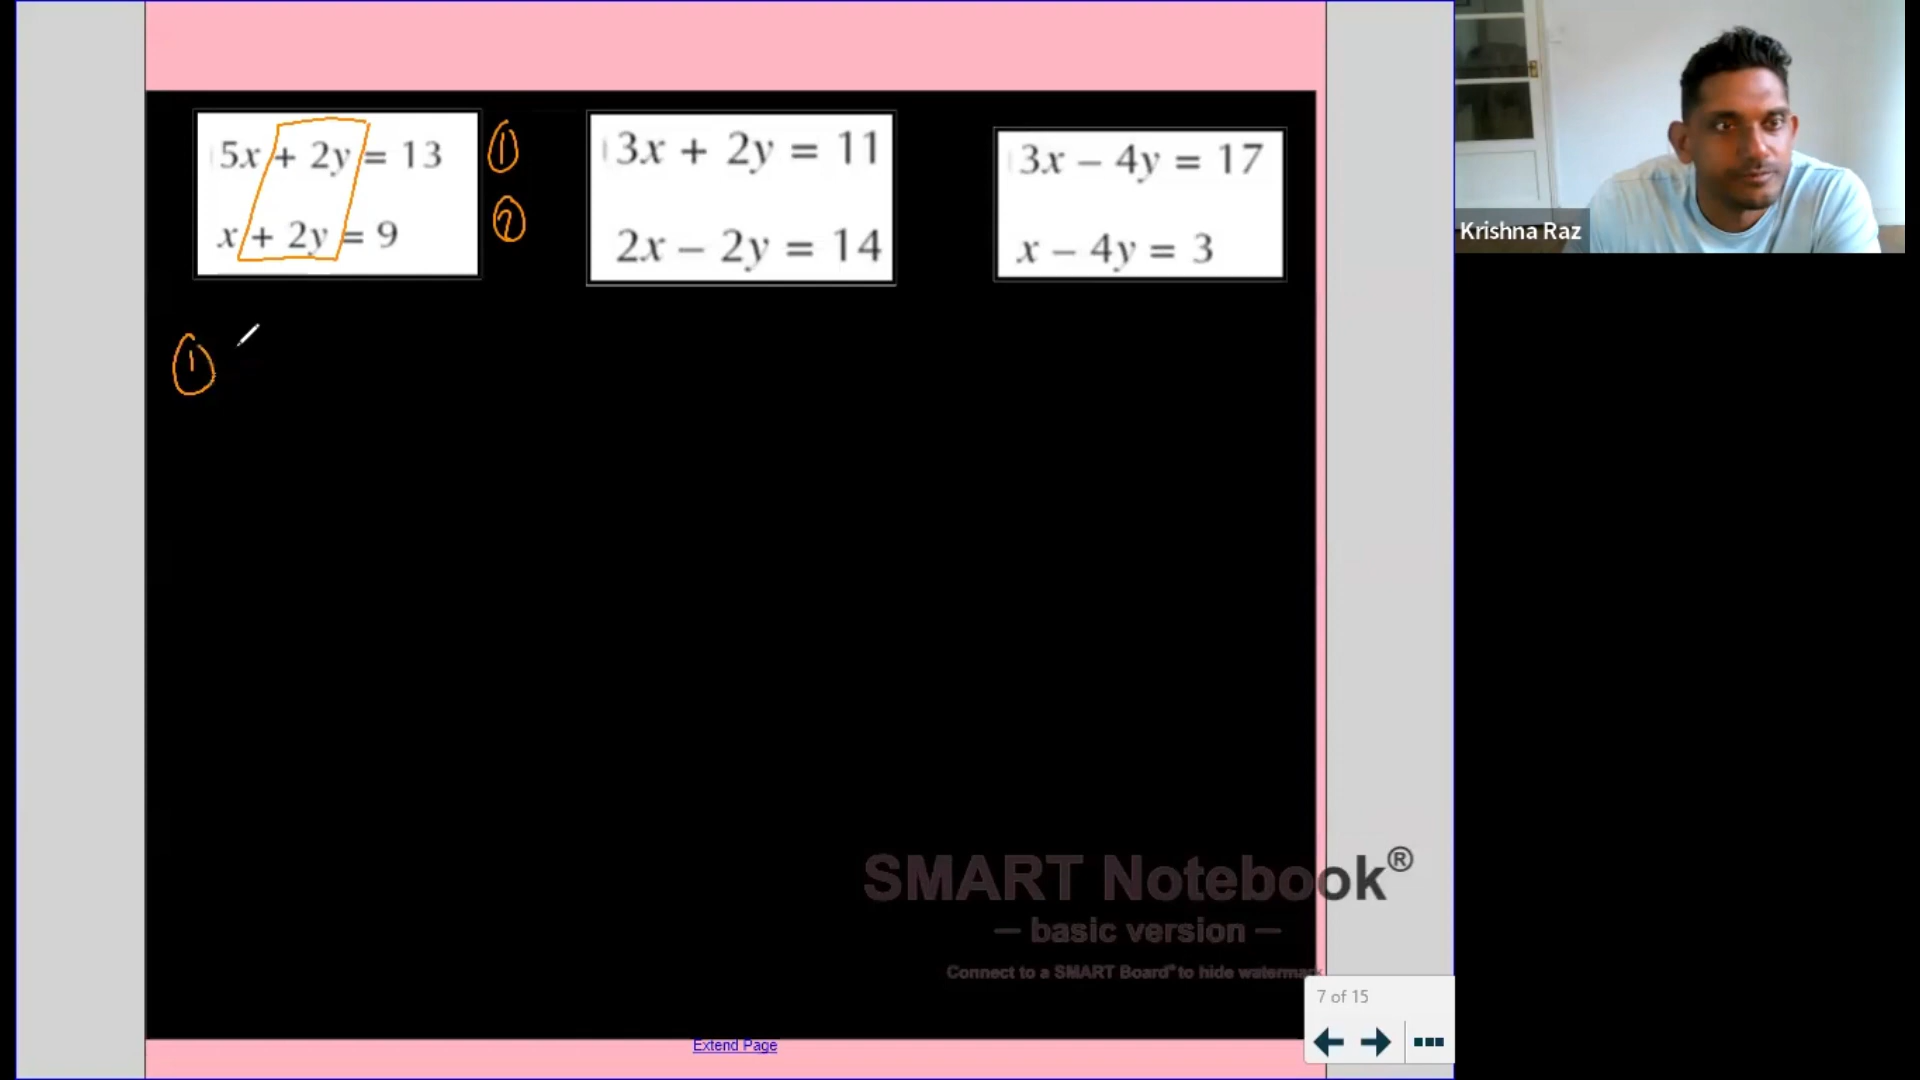 5x + 2y = 13
x + 2y = 9
①
②
3x + 2y = 11
2x − 2y = 14
3x − 4y = 17
x − 4y = 3
①
Krishna Raz
SMART Notebook®
— basic version —
Connect to a SMART Board® to hide watermark
7 of 15
Extend Page